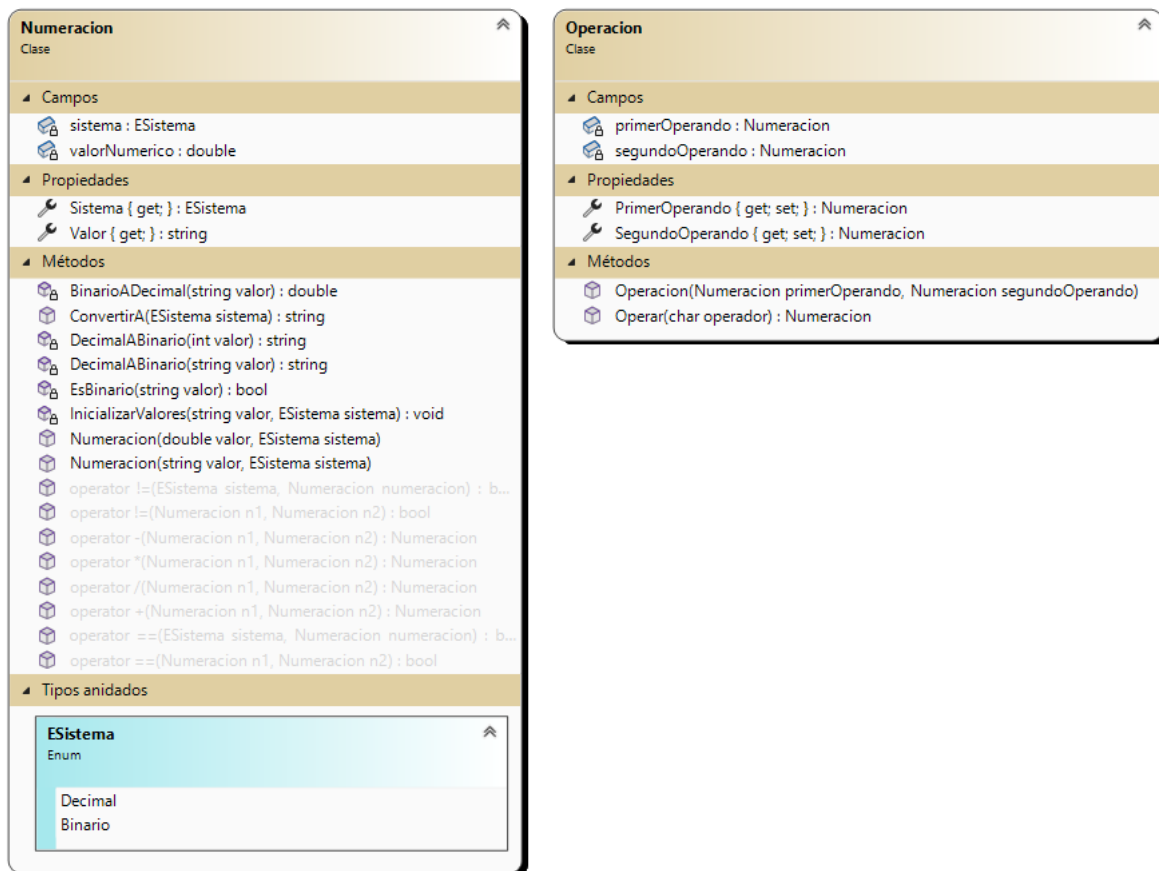 Numeracion
Clase
Campos
sistema : ESistema
valorNumerico : double
Propiedades
Sistema { get; } : ESistema
Valor { get; } : string
Métodos
BinarioADecimal(string valor) : double
ConvertirA(ESistema sistema) : string
DecimalABinario(int valor) : string
DecimalABinario(string valor) : string
EsBinario(string valor) : bool
InicializarValores(string valor, ESistema sistema) : void
Numeracion(double valor, ESistema sistema)
Numeracion(string valor, ESistema sistema)
operator !=(ESistema sistema, Numeracion numeracion) : b...
operator !=(Numeracion n1, Numeracion n2) : bool
operator -(Numeracion n1, Numeracion n2) : Numeracion
operator *(Numeracion n1, Numeracion n2) : Numeracion
operator /(Numeracion n1, Numeracion n2) : Numeracion
operator +(Numeracion n1, Numeracion n2) : Numeracion
operator ==(ESistema sistema, Numeracion numeracion) : b...
operator ==(Numeracion n1, Numeracion n2) : bool
Tipos anidados
ESistema
Enum
Decimal
Binario
Operacion
Clase
Campos
primerOperando : Numeracion
segundoOperando : Numeracion
Propiedades
PrimerOperando { get; set; } : Numeracion
SegundoOperando { get; set; } : Numeracion
Métodos
Operacion(Numeracion primerOperando, Numeracion segundoOperando)
Operar(char operador) : Numeracion